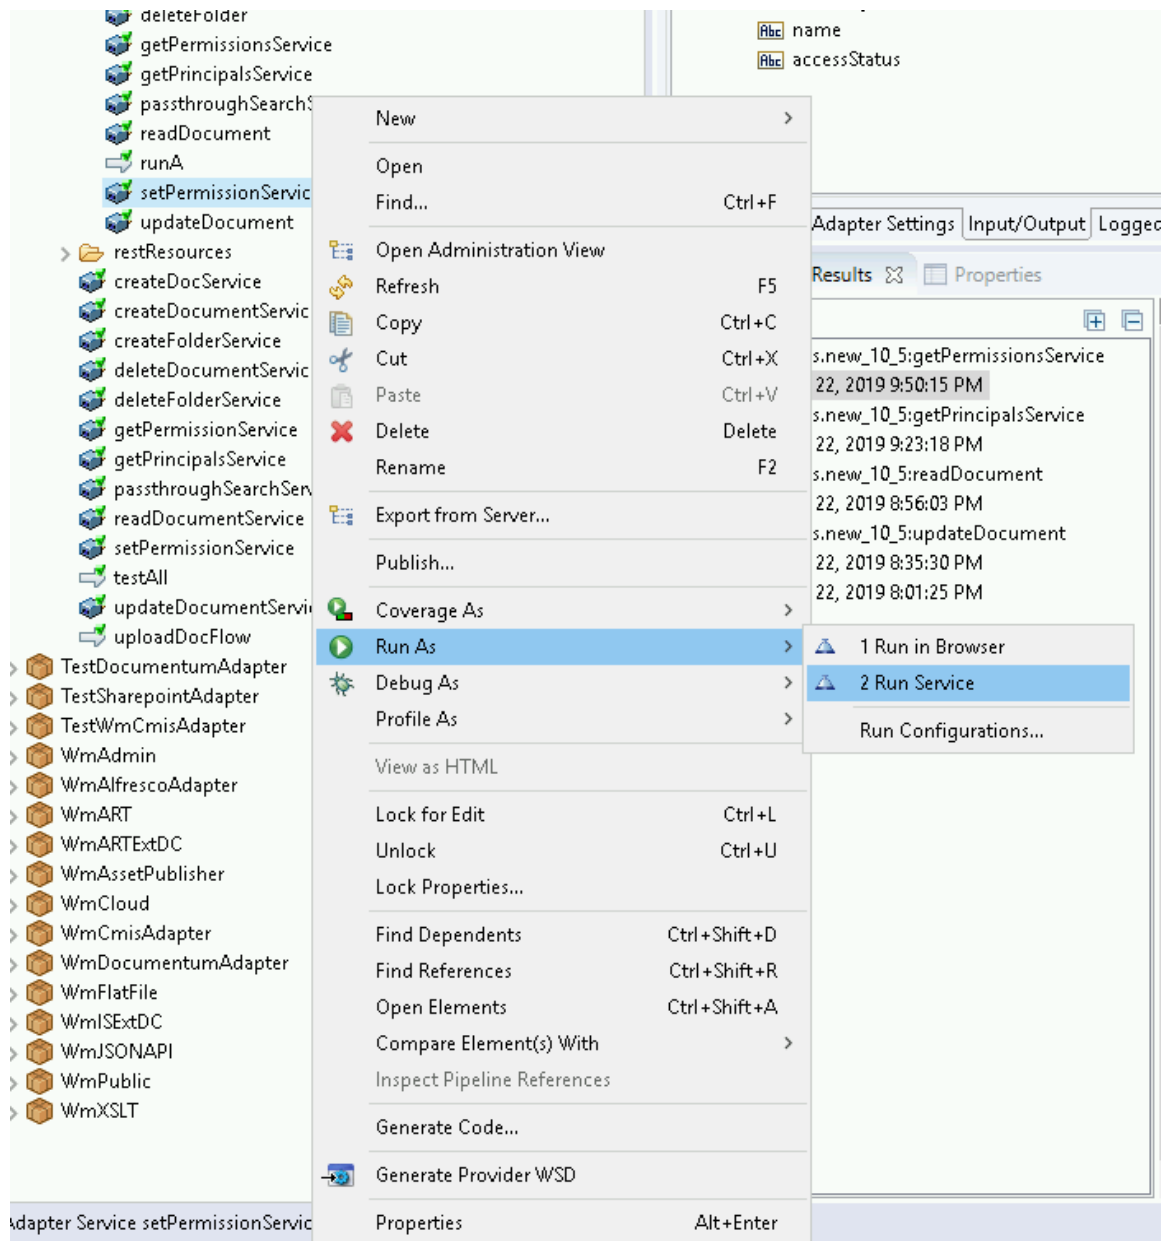 deleteFolder
getPermissionsService
getPrincipalsService
passthroughSearchS
readDocument
runA
setPermissionServic
updateDocument
restResources
createDocService
createDocumentServic
createFolderService
deleteDocumentServic
deleteFolderService
getPermissionService
getPrincipalsService
passthroughSearchServ
readDocumentService
setPermissionService
testAll
updateDocumentServi
uploadDocFlow
TestDocumentumAdapter
TestSharepointAdapter
TestWmCmisAdapter
WmAdmin
WmAlfrescoAdapter
WmART
WmARTExtDC
WmAssetPublisher
WmCloud
WmCmisAdapter
WmDocumentumAdapter
WmFlatFile
WmISExtDC
WmJSONAPI
WmPublic
WmXSLT
Adapter Service setPermissionServic
New
Open
Find... Ctrl+F
Open Administration View
Refresh F5
Copy Ctrl+C
Cut Ctrl+X
Paste Ctrl+V
Delete Delete
Rename F2
Export from Server...
Publish...
Coverage As
Run As
Debug As
Profile As
View as HTML
Lock for Edit Ctrl+L
Unlock Ctrl+U
Lock Properties...
Find Dependents Ctrl+Shift+D
Find References Ctrl+Shift+R
Open Elements Ctrl+Shift+A
Compare Element(s) With
Inspect Pipeline References
Generate Code...
Generate Provider WSD
Properties Alt+Enter
1 Run in Browser
2 Run Service
Run Configurations...
Abc name
Abc accessStatus
Adapter Settings Input/Output Logged
Results Properties
s.new_10_5:getPermissionsService
22, 2019 9:50:15 PM
s.new_10_5:getPrincipalsService
22, 2019 9:23:18 PM
s.new_10_5:readDocument
22, 2019 8:56:03 PM
s.new_10_5:updateDocument
22, 2019 8:35:30 PM
22, 2019 8:01:25 PM